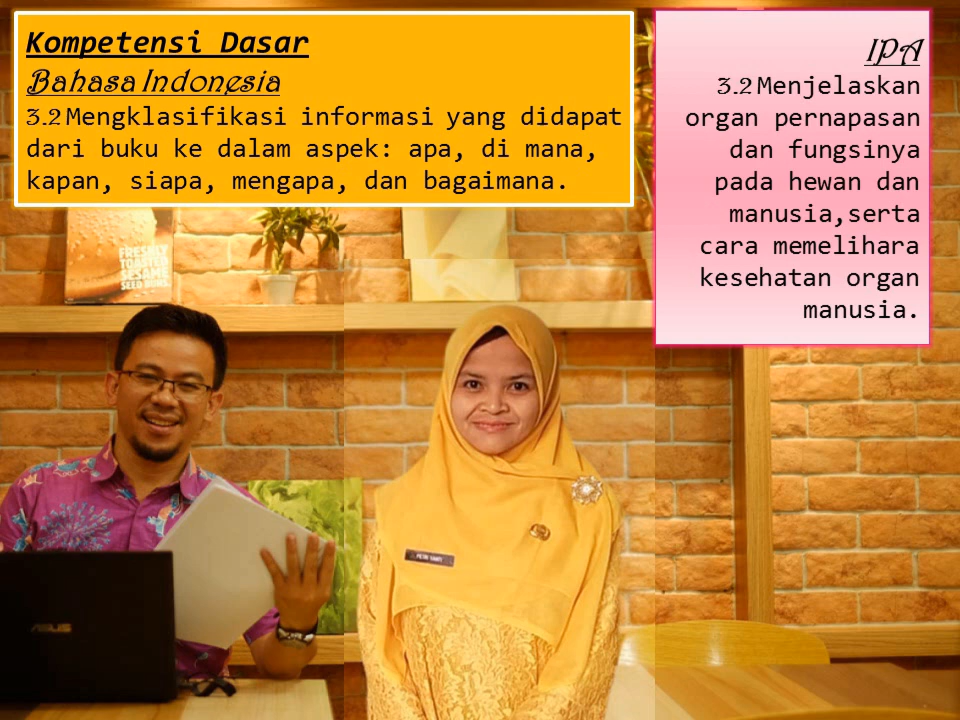 Kompetensi Dasar
Bahasa Indonesia
3.2 Mengklasifikasi informasi yang didapat
dari buku ke dalam aspek: apa, di mana,
kapan, siapa, mengapa, dan bagaimana.
IPA
3.2 Menjelaskan
organ pernapasan
dan fungsinya
pada hewan dan
manusia,serta
cara memelihara
kesehatan organ
manusia.
FRESHLY
TOASTED
SESAME
SEED BUNS.
ASUS